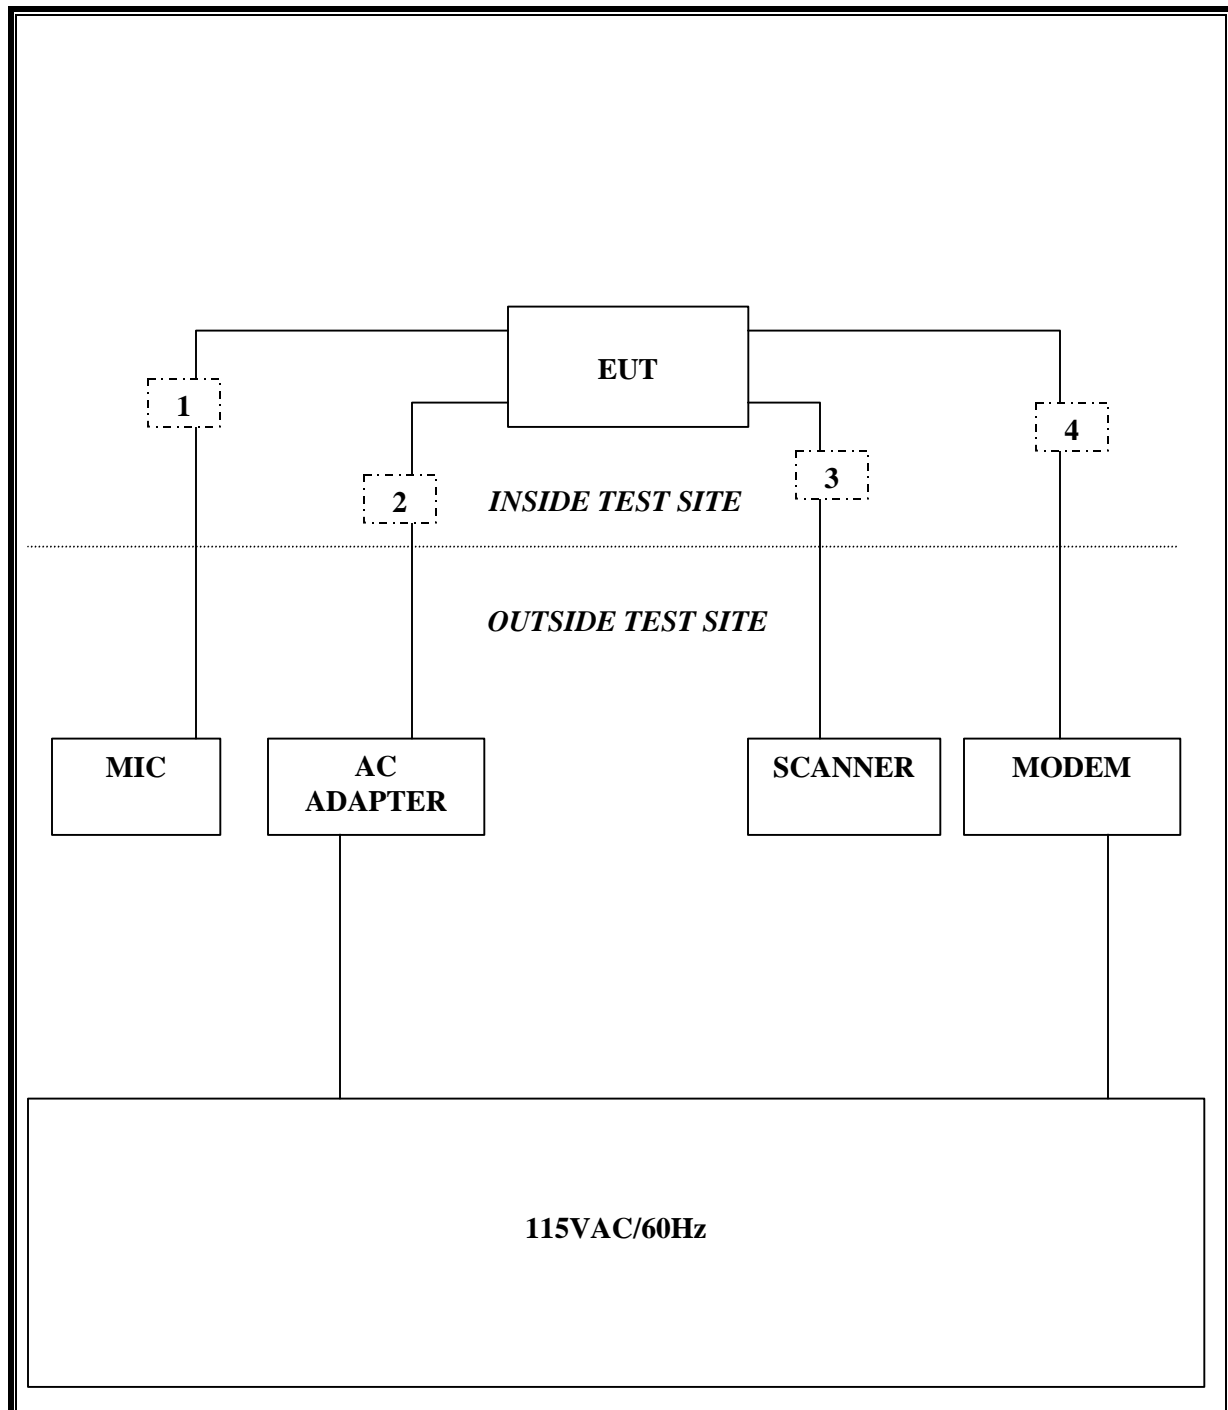 EUT
1
4
3
2
INSIDE TEST SITE
OUTSIDE TEST SITE
MIC
AC
ADAPTER
SCANNER
MODEM
115VAC/60Hz